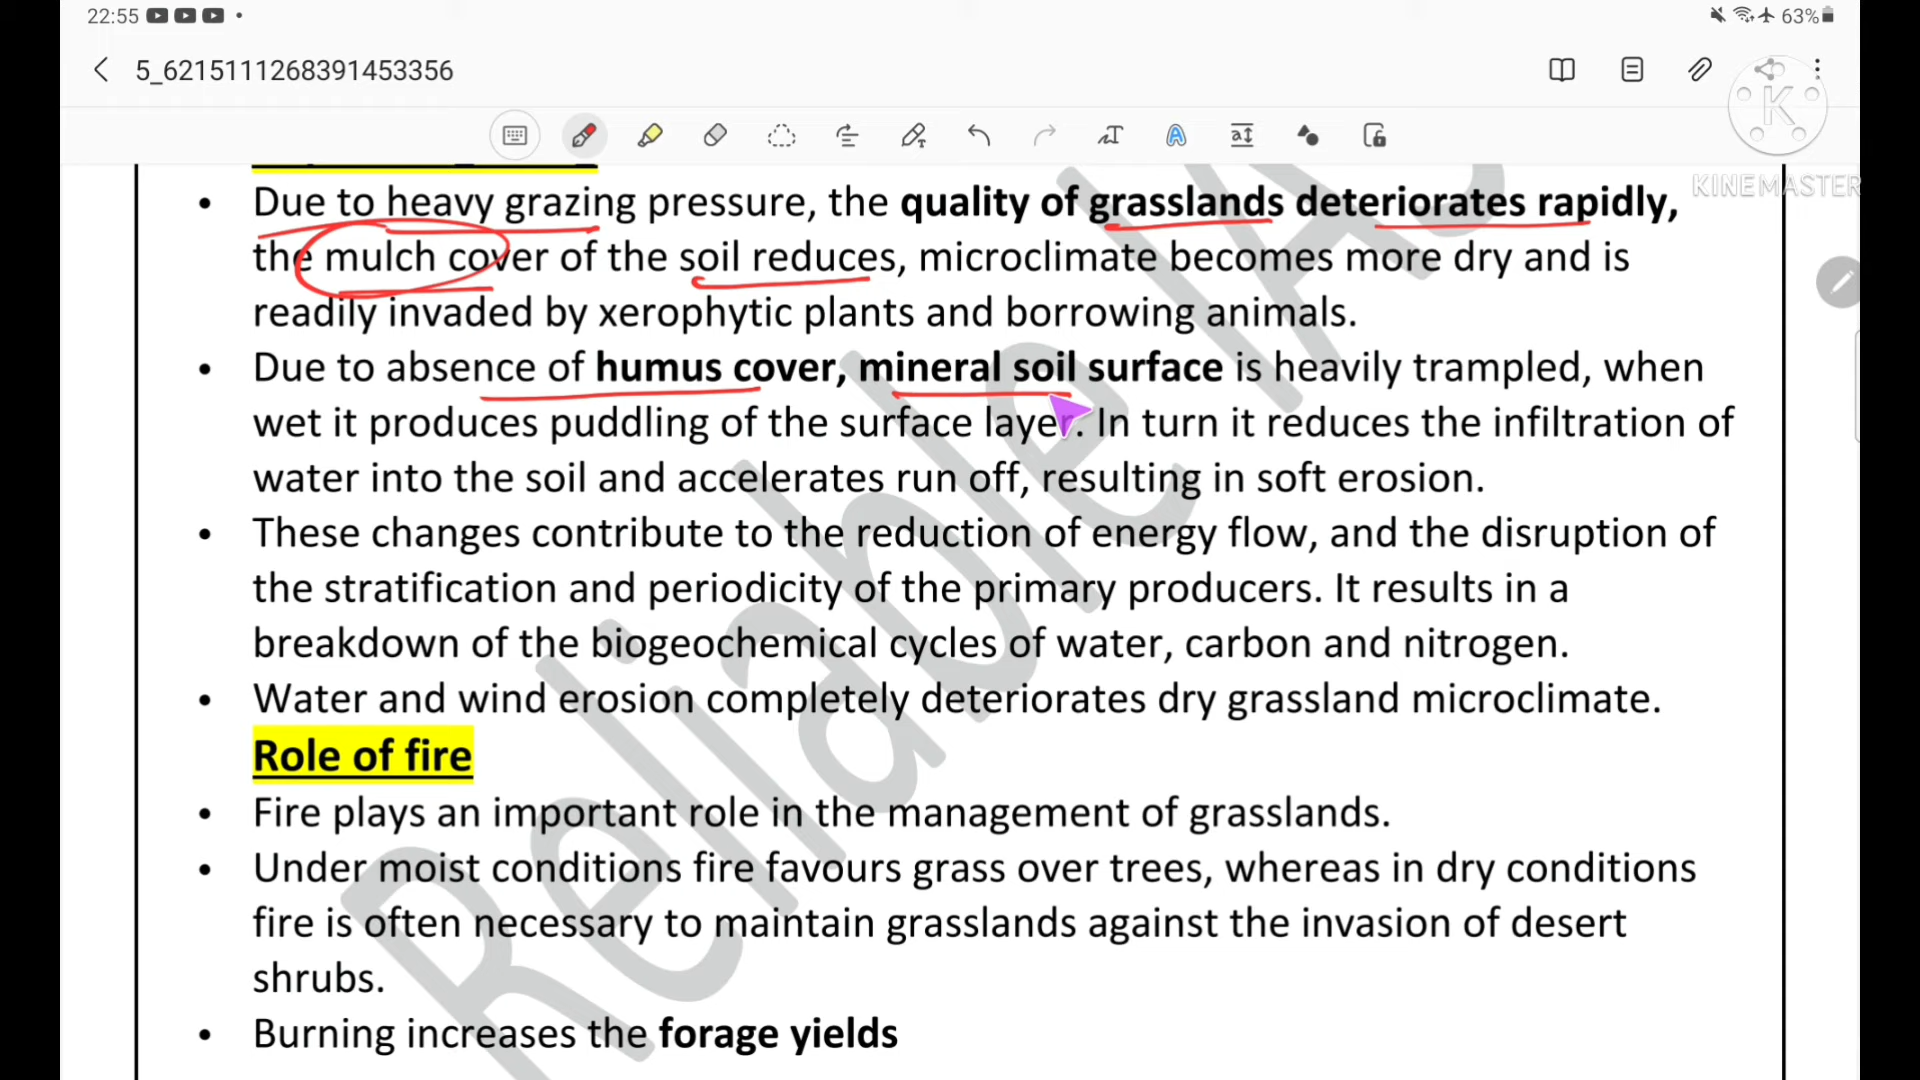 22:55
63%
5_6215111268391453356
K
KINEMASTER
Due to heavy grazing pressure, the quality of grasslands deteriorates rapidly,
the mulch cover of the soil reduces, microclimate becomes more dry and is
readily invaded by xerophytic plants and borrowing animals.
Due to absence of humus cover, mineral soil surface is heavily trampled, when
wet it produces puddling of the surface layer. In turn it reduces the infiltration of
water into the soil and accelerates run off, resulting in soft erosion.
These changes contribute to the reduction of energy flow, and the disruption of
the stratification and periodicity of the primary producers. It results in a
breakdown of the biogeochemical cycles of water, carbon and nitrogen.
Water and wind erosion completely deteriorates dry grassland microclimate.
Role of fire
Fire plays an important role in the management of grasslands.
Under moist conditions fire favours grass over trees, whereas in dry conditions
fire is often necessary to maintain grasslands against the invasion of desert
shrubs.
Burning increases the forage yields
Reliable IAS